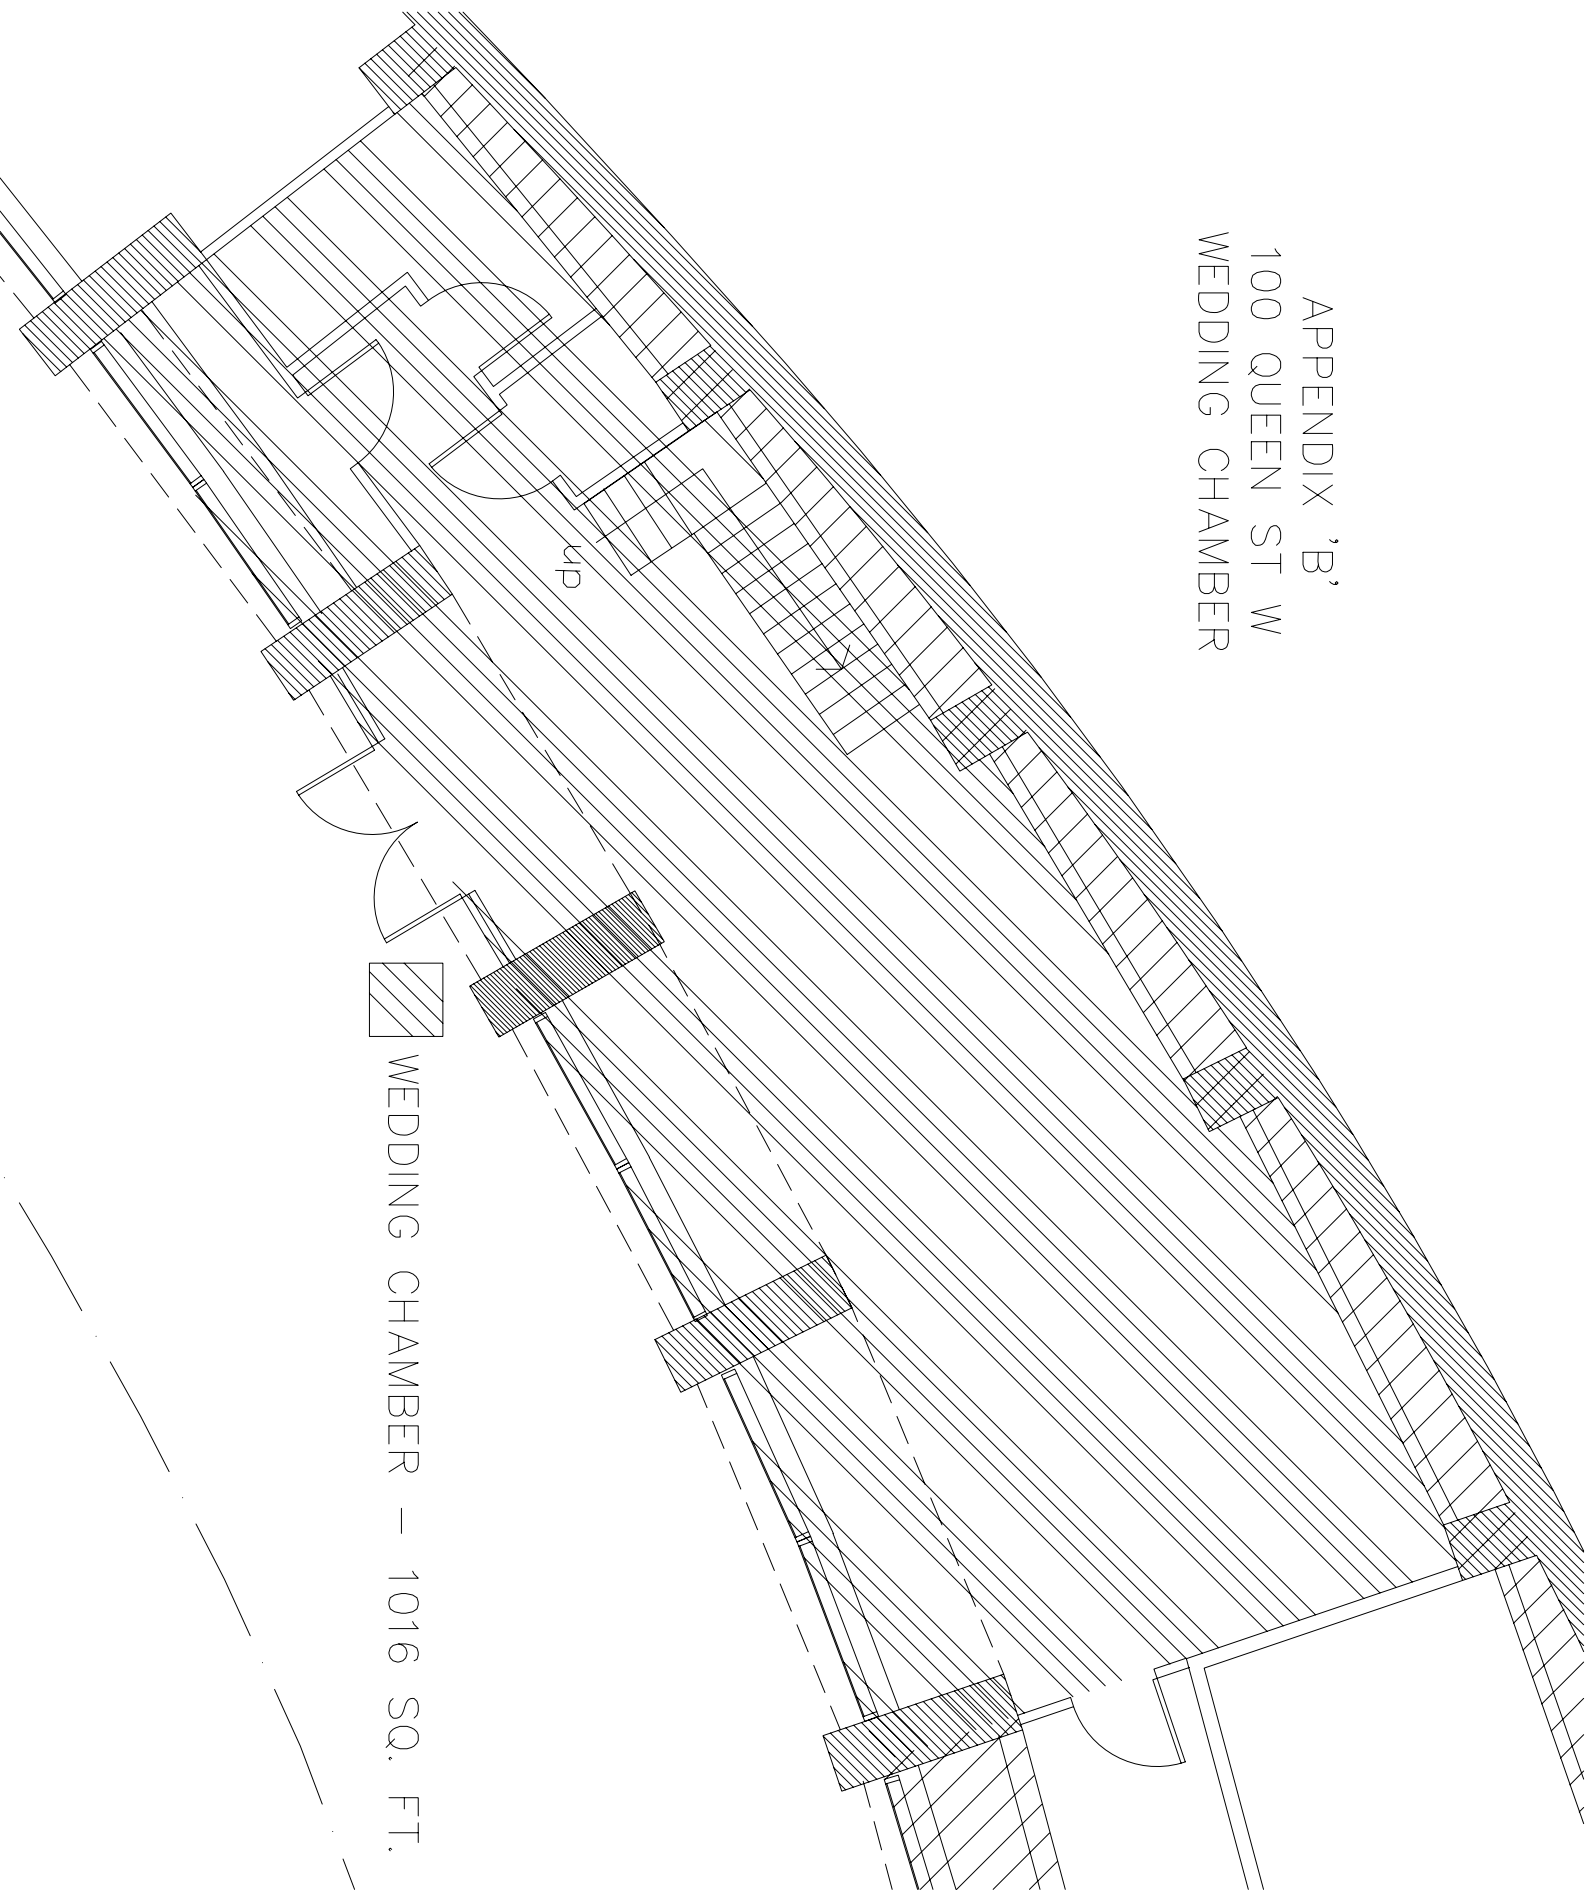 APPENDIX 'B'
100 QUEEN ST W
WEDDING CHAMBER
up
WEDDING CHAMBER - 1016 SQ. FT.